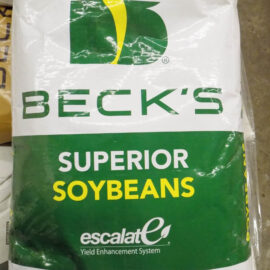 BECK'S
SUPERIOR
SOYBEANS
escalate
Yield Enhancement System